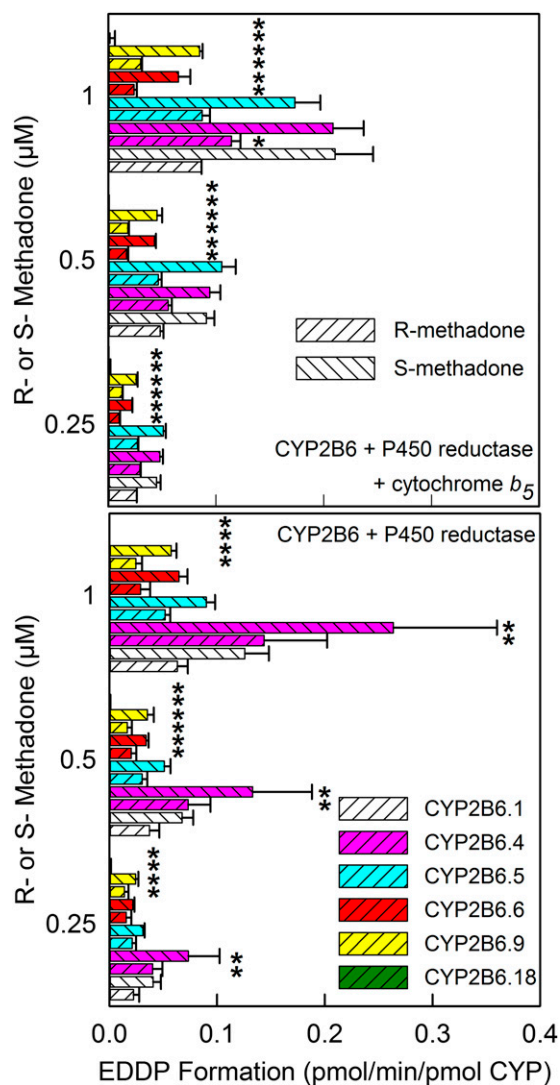 R- or S- Methadone (µM)
1
******
*
0.5
******
0.25
******
R-methadone
S-methadone
CYP2B6 + P450 reductase
+ cytochrome b5
CYP2B6 + P450 reductase
R- or S- Methadone (µM)
1
****
**
0.5
******
**
0.25
****
**
CYP2B6.1
CYP2B6.4
CYP2B6.5
CYP2B6.6
CYP2B6.9
CYP2B6.18
0.0 0.1 0.2 0.3 0.4
EDDP Formation (pmol/min/pmol CYP)